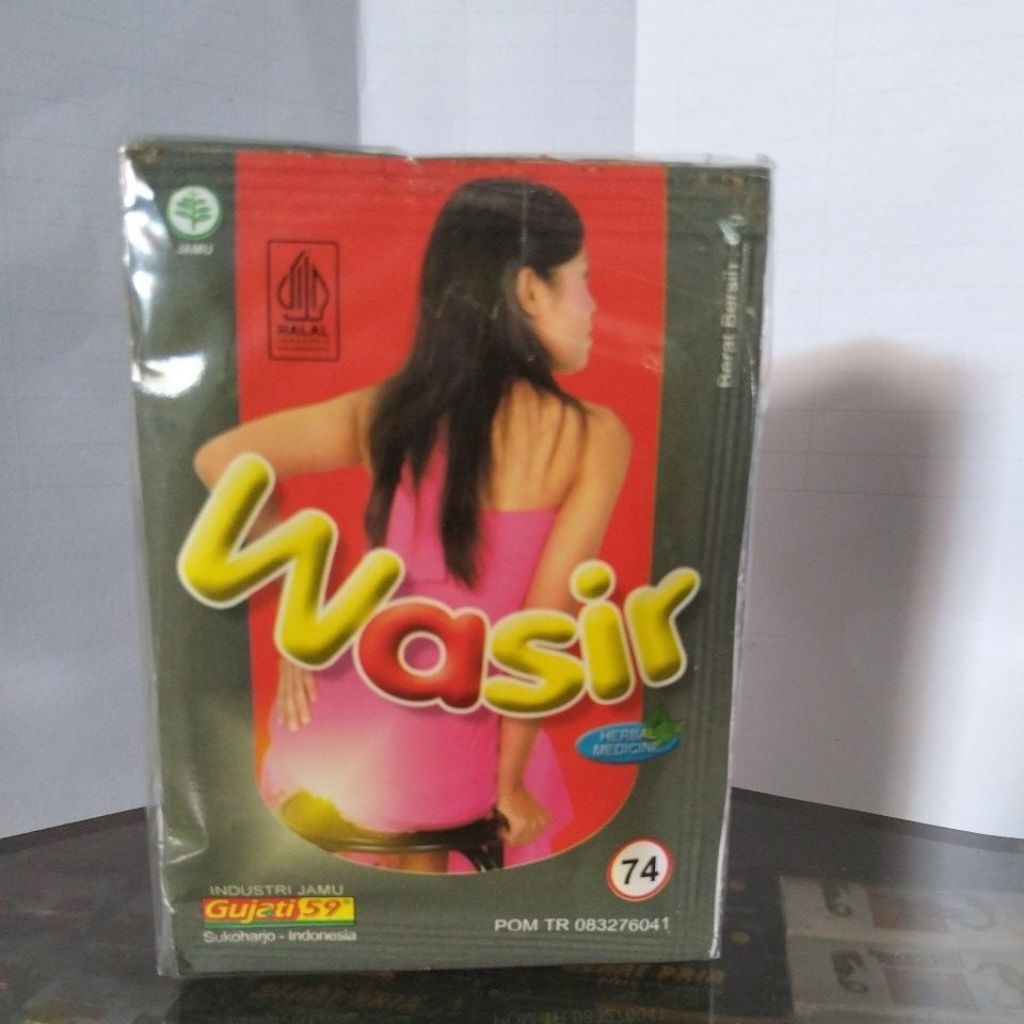 JAMU
HALAL
Berat Bersih
Wasir
HERBAL
MEDICINE
74
INDUSTRI JAMU
Gujati 59®
Sukoharjo - Indonesia
POM TR 083276041